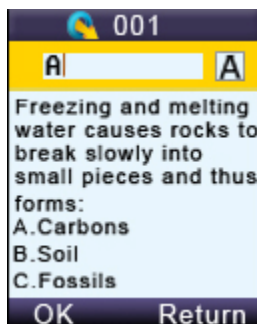 001
A A
Freezing and melting
water causes rocks to
break slowly into
small pieces and thus
forms:
A.Carbons
B.Soil
C.Fossils
OK Return